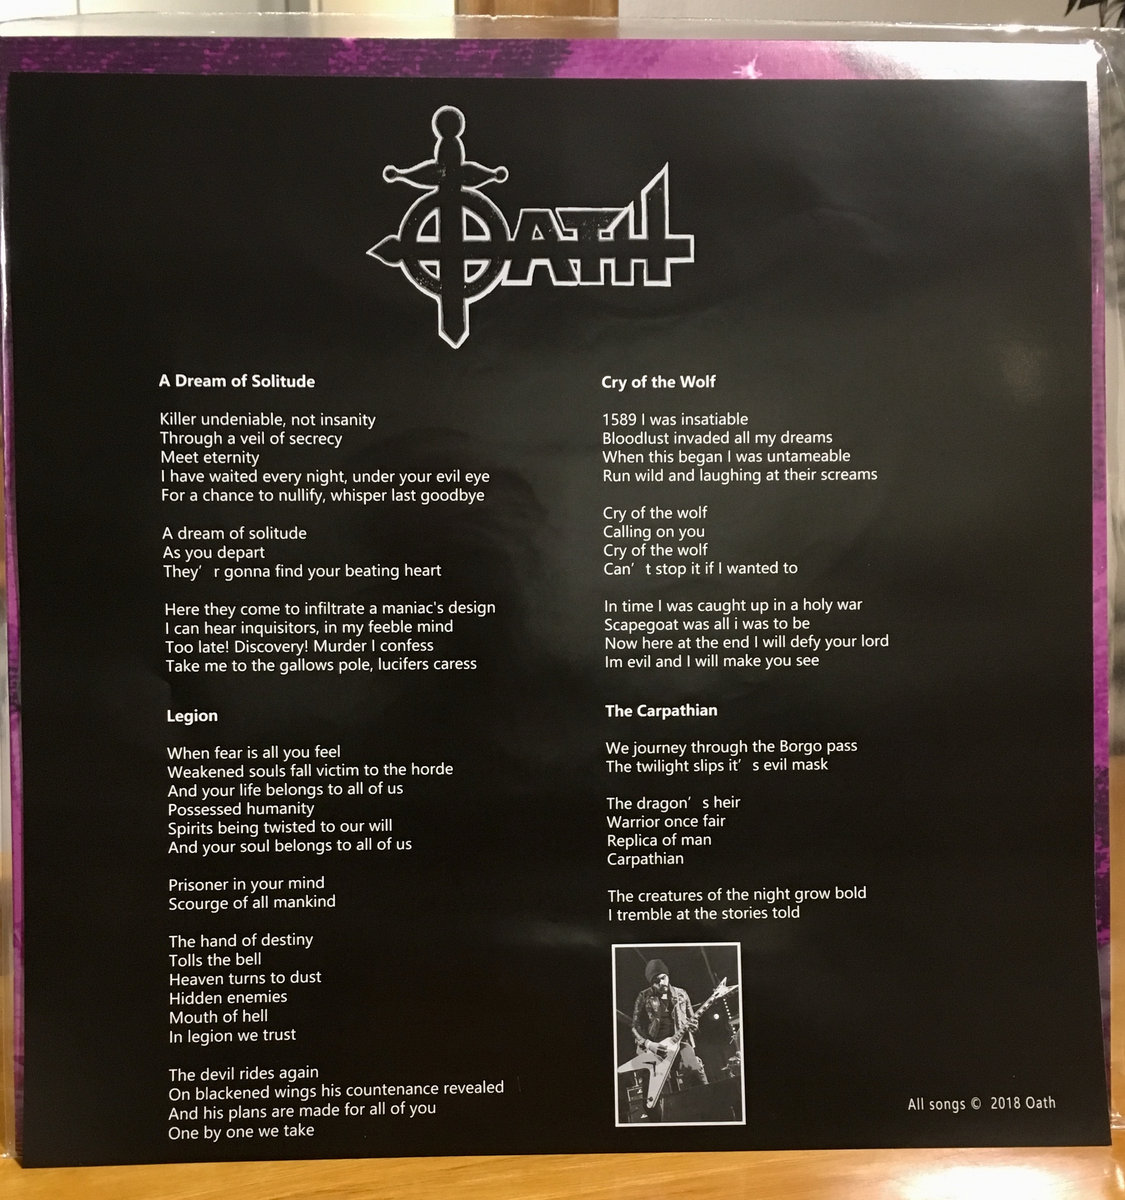 OATH
A Dream of Solitude
Killer undeniable, not insanity
Through a veil of secrecy
Meet eternity
I have waited every night, under your evil eye
For a chance to nullify, whisper last goodbye
A dream of solitude
As you depart
They’ r gonna find your beating heart
Here they come to infiltrate a maniac's design
I can hear inquisitors, in my feeble mind
Too late! Discovery! Murder I confess
Take me to the gallows pole, lucifers caress
Legion
When fear is all you feel
Weakened souls fall victim to the horde
And your life belongs to all of us
Possessed humanity
Spirits being twisted to our will
And your soul belongs to all of us
Prisoner in your mind
Scourge of all mankind
The hand of destiny
Tolls the bell
Heaven turns to dust
Hidden enemies
Mouth of hell
In legion we trust
The devil rides again
On blackened wings his countenance revealed
And his plans are made for all of you
One by one we take
Cry of the Wolf
1589 I was insatiable
Bloodlust invaded all my dreams
When this began I was untameable
Run wild and laughing at their screams
Cry of the wolf
Calling on you
Cry of the wolf
Can’ t stop it if I wanted to
In time I was caught up in a holy war
Scapegoat was all i was to be
Now here at the end I will defy your lord
Im evil and I will make you see
The Carpathian
We journey through the Borgo pass
The twilight slips it’ s evil mask
The dragon’ s heir
Warrior once fair
Replica of man
Carpathian
The creatures of the night grow bold
I tremble at the stories told
All songs © 2018 Oath